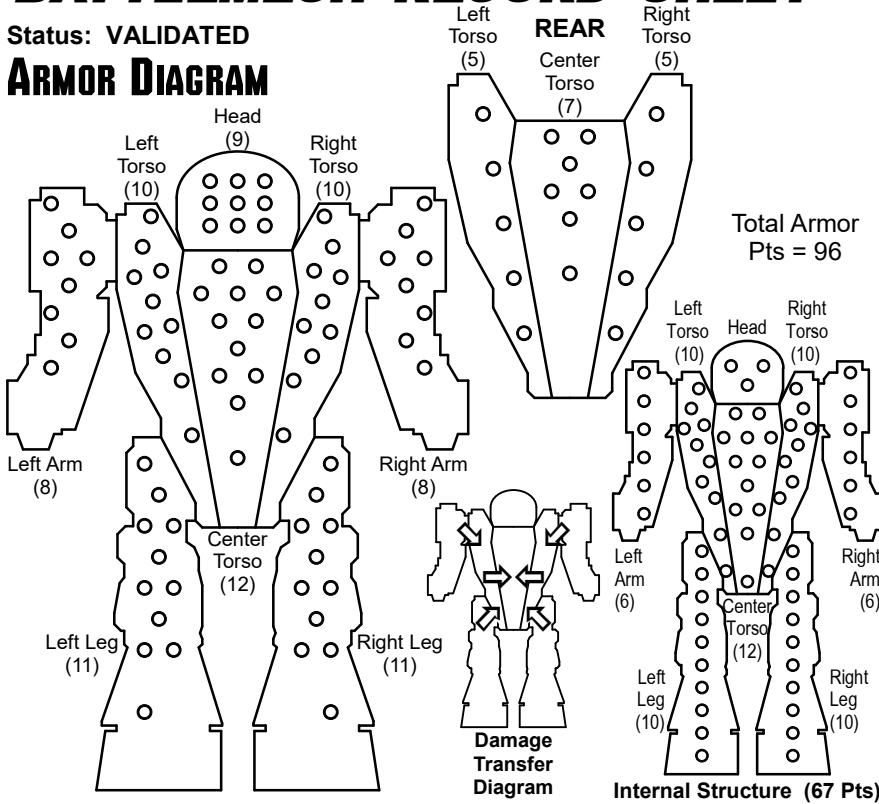 BATTLEMECH RECORD SHEET
Status: VALIDATED
ARMOR DIAGRAM
Head
(9)
Left
Torso
(10)
Right
Torso
(10)
Left Arm
(8)
Right Arm
(8)
Center
Torso
(12)
Left Leg
(11)
Right Leg
(11)
REAR
Left
Torso
(5)
Center
Torso
(7)
Right
Torso
(5)
Total Armor
Pts = 96
Damage
Transfer
Diagram
Left
Torso
(10)
Head
Right
Torso
(10)
Left
Arm
(6)
Right
Arm
(6)
Center
Torso
(12)
Left
Leg
(10)
Right
Leg
(10)
Internal Structure (67 Pts)